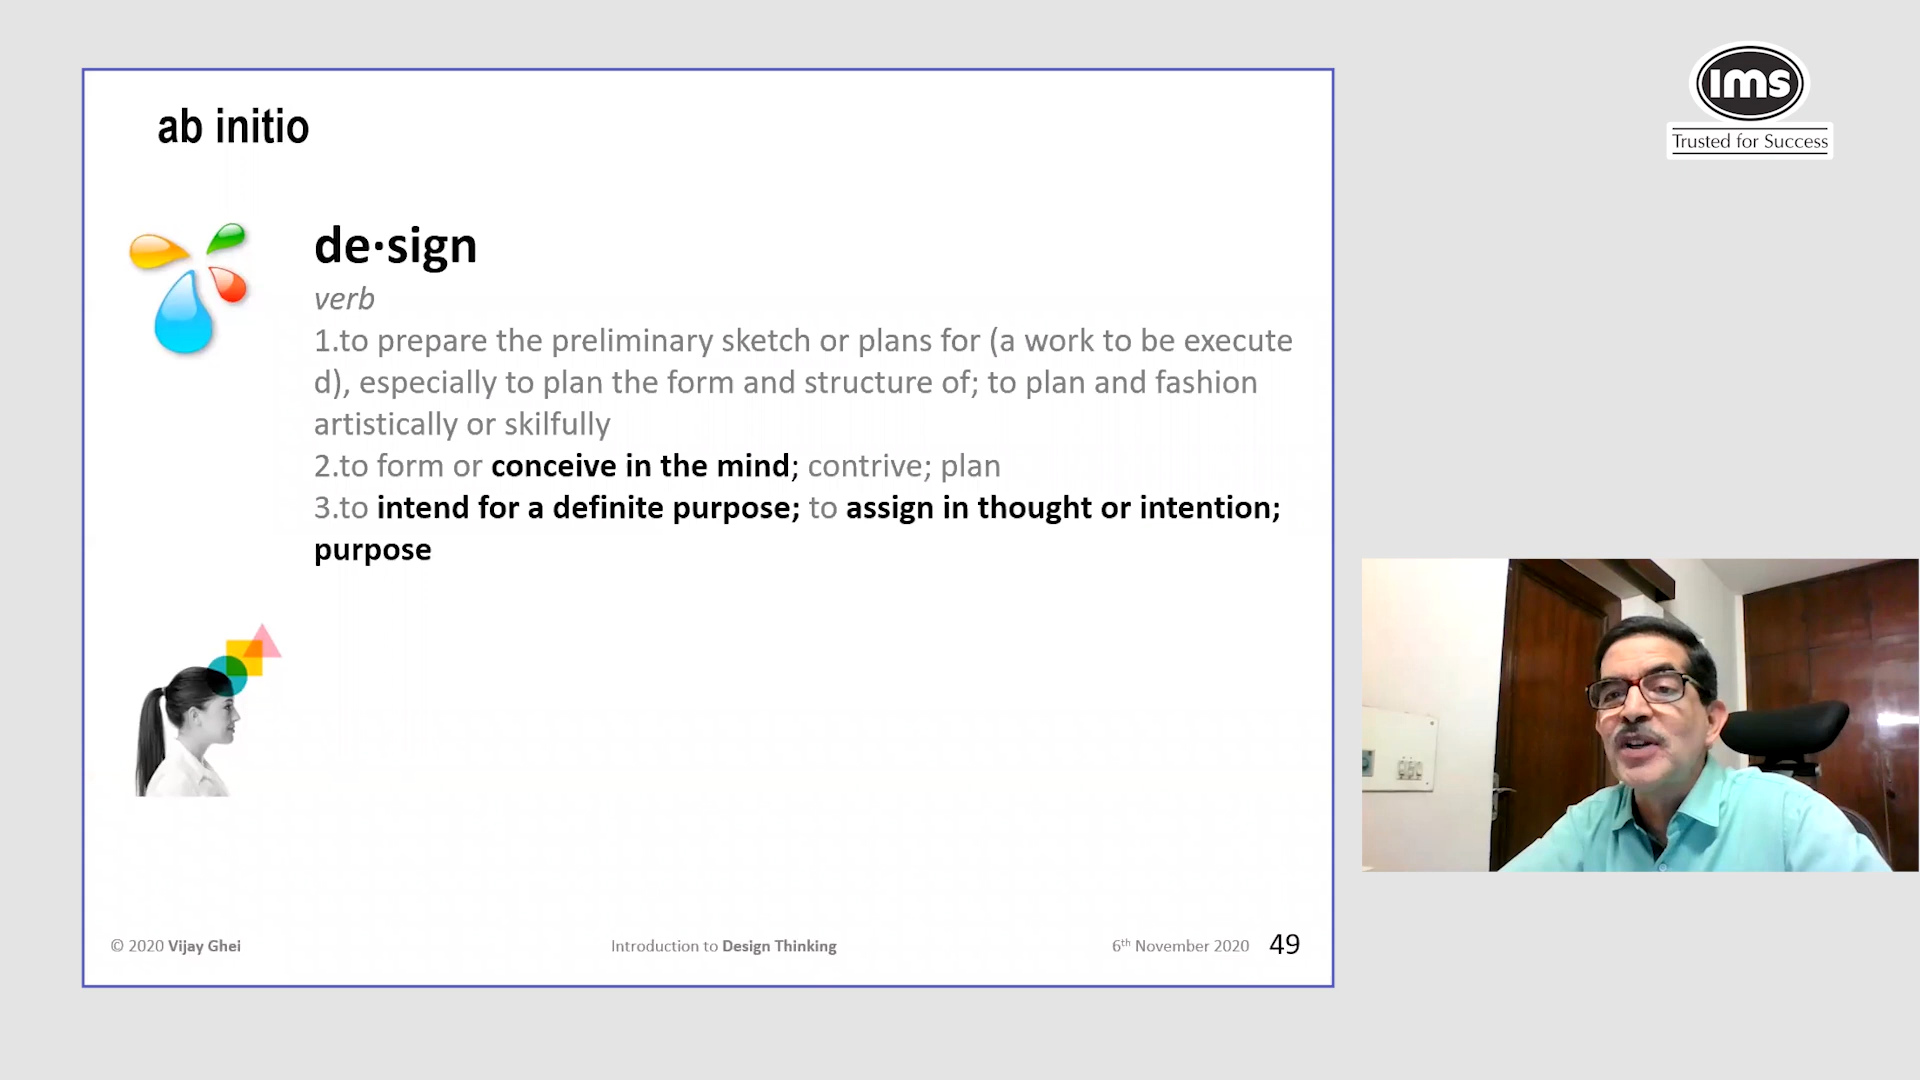 ims
Trusted for Success
ab initio
de·sign
verb
1.to prepare the preliminary sketch or plans for (a work to be execute
d), especially to plan the form and structure of; to plan and fashion
artistically or skilfully
2.to form or conceive in the mind; contrive; plan
3.to intend for a definite purpose; to assign in thought or intention;
purpose
© 2020 Vijay Ghei
Introduction to Design Thinking
6th November 2020
49